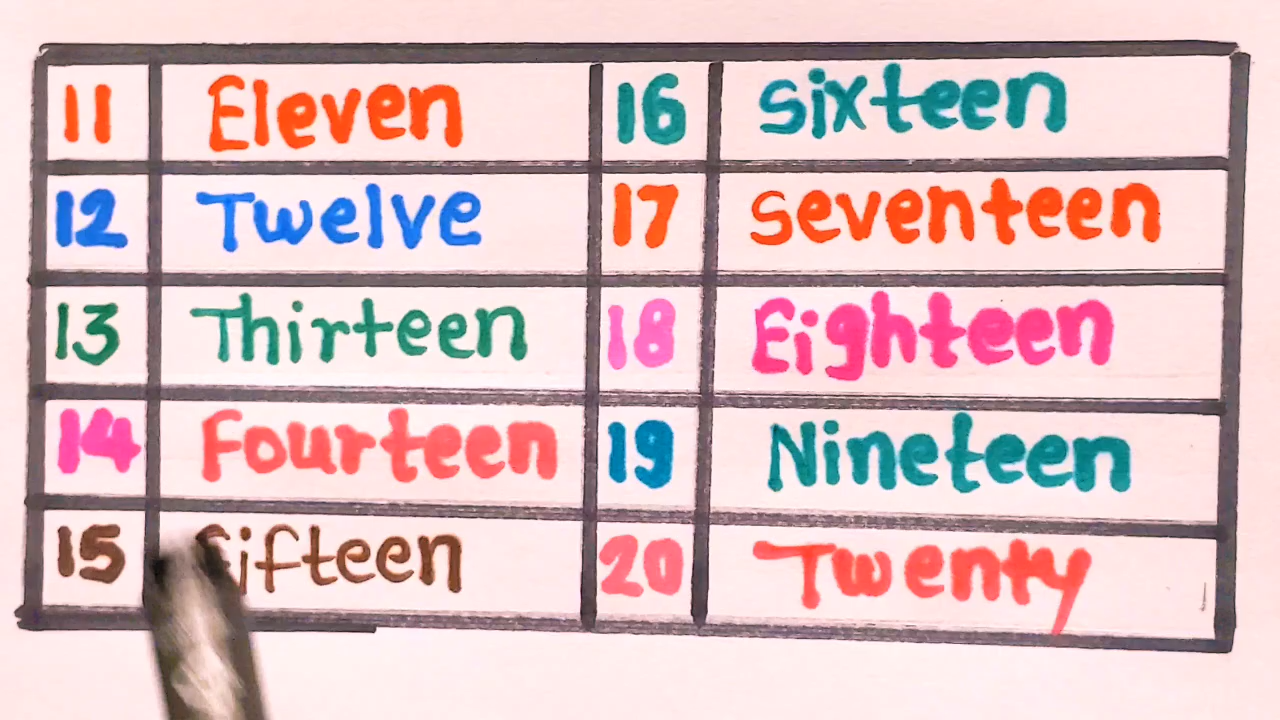 11 Eleven 16 Sixteen
12 Twelve 17 Seventeen
13 Thirteen 18 Eighteen
14 Fourteen 19 Nineteen
15 fifteen 20 Twenty